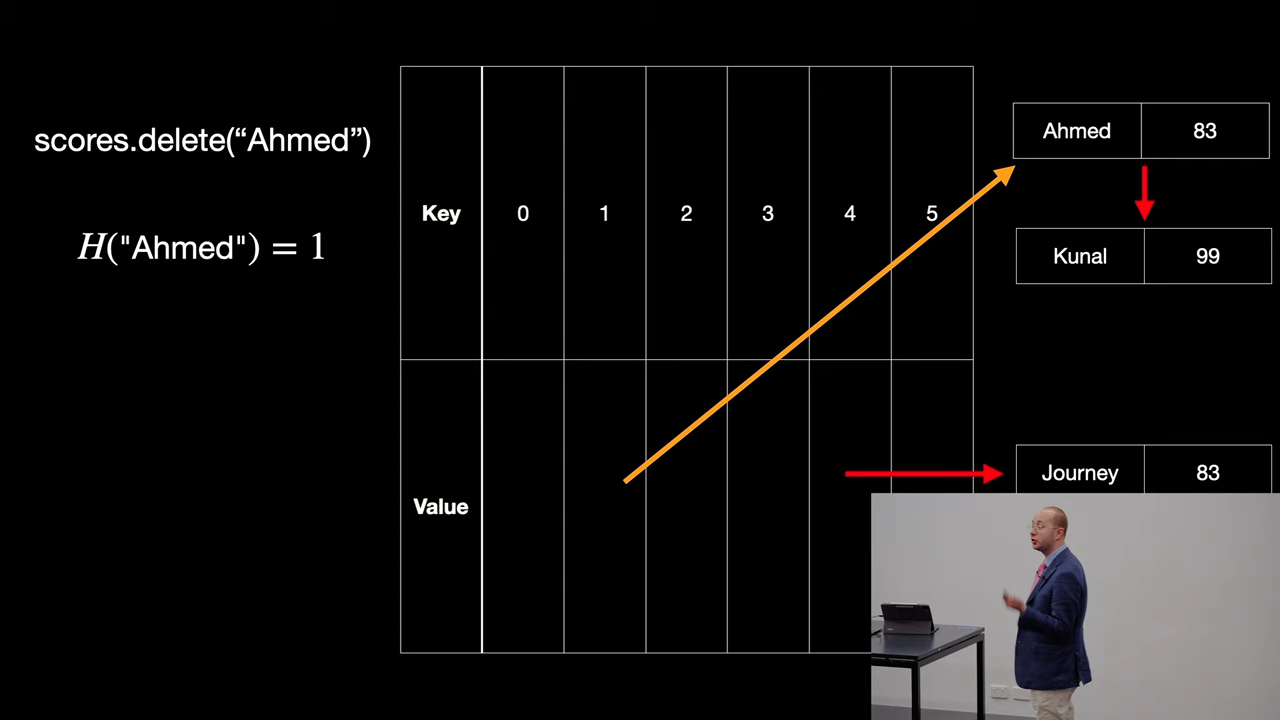 scores.delete(“Ahmed”)
H("Ahmed") = 1
Key 0 1 2 3 4 5
Value
Ahmed 83
Kunal 99
Journey 83